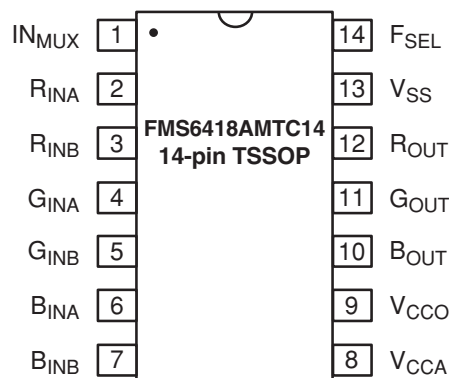 IN_MUX 1 14 F_SEL
R_INA 2 13 V_SS
FMS6418AMTC14
R_INB 3 12 R_OUT
14-pin TSSOP
G_INA 4 11 G_OUT
G_INB 5 10 B_OUT
B_INA 6 9 V_CCO
B_INB 7 8 V_CCA